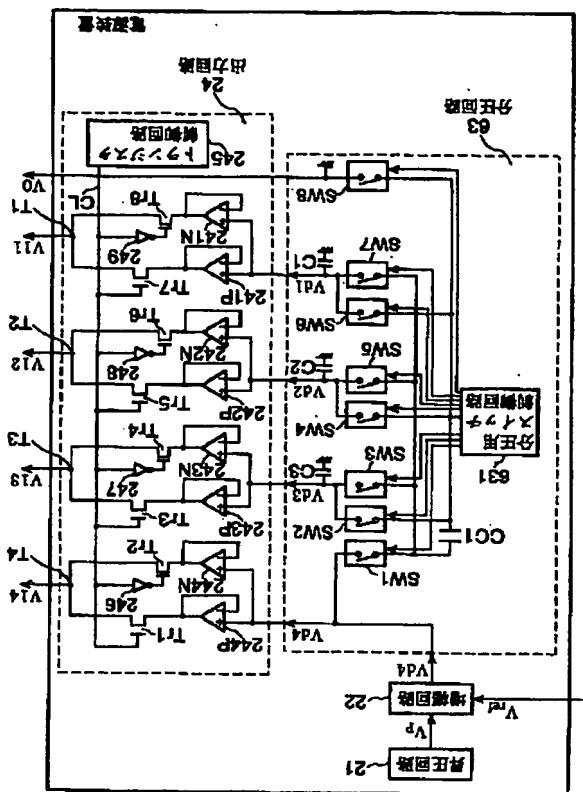 21
昇圧回路
VP
Vref
22
増幅回路
Vd4
Vd4
244P
Tr1
T4
V14
SW1
244N
246
Tr2
CC1
SW2
SW3
Vd3
C3
243P
Tr3
T3
V13
243N
247
Tr4
631
分圧用
スイッチ
制御回路
SW4
SW5
Vd2
C2
242P
Tr5
T2
V12
242N
248
Tr6
SW6
SW7
Vd1
C1
241P
Tr7
T1
V11
241N
249
Tr8
CL
SW8
V0
245
トランジスタ
制御回路
63
分圧回路
24
出力回路
電源装置